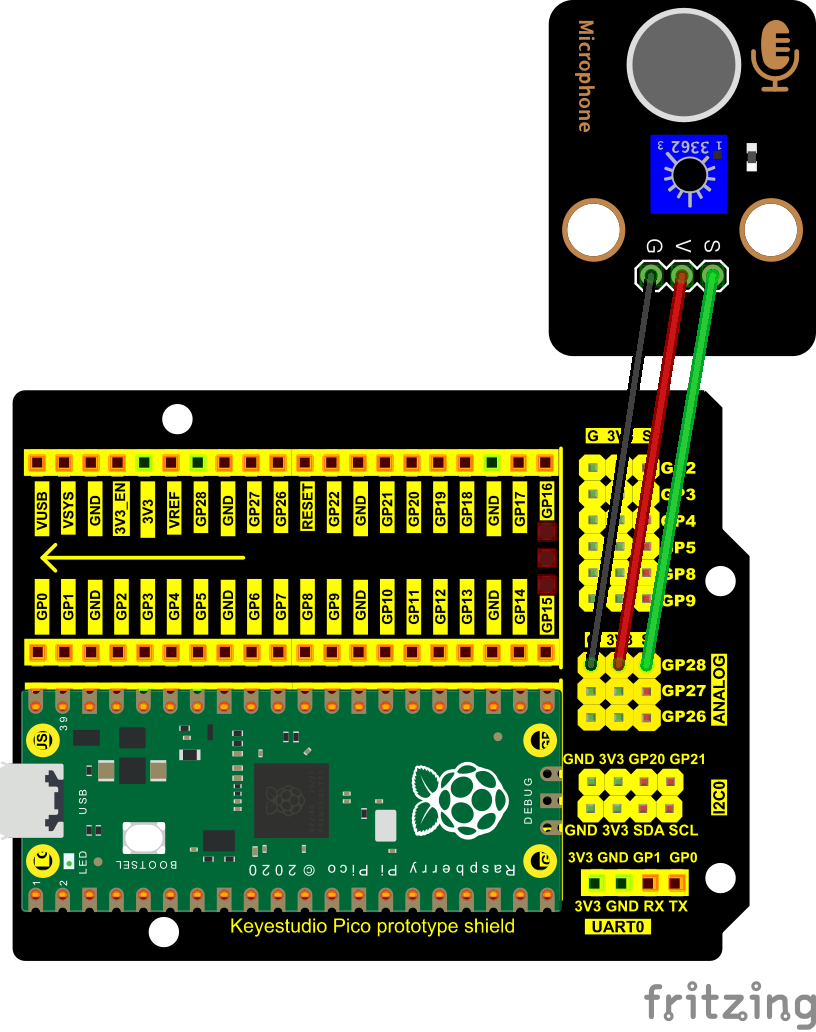 Microphone
1 3362 3
G V S
G 3V3 S
GP2
GP3
GP4
GP5
GP8
GP9
VUSB VSYS GND 3V3_EN 3V3 VREF GP28 GND GP27 GP26 RESET GP22 GND GP21 GP20 GP19 GP18 GND GP17 GP16
GP0 GP1 GND GP2 GP3 GP4 GP5 GND GP6 GP7 GP8 GP9 GND GP10 GP11 GP12 GP13 GND GP14 GP15
3V3 S
GP28
GP27
GP26
ANALOG
GND 3V3 GP20 GP21
I2C0
GND 3V3 SDA SCL
3V3 GND GP1 GP0
3V3 GND RX TX
UART0
39
USB
DEBUG
BOOTSEL
LED
1 2
Raspberry Pi Pico © 2020
Keyestudio Pico prototype shield
fritzing